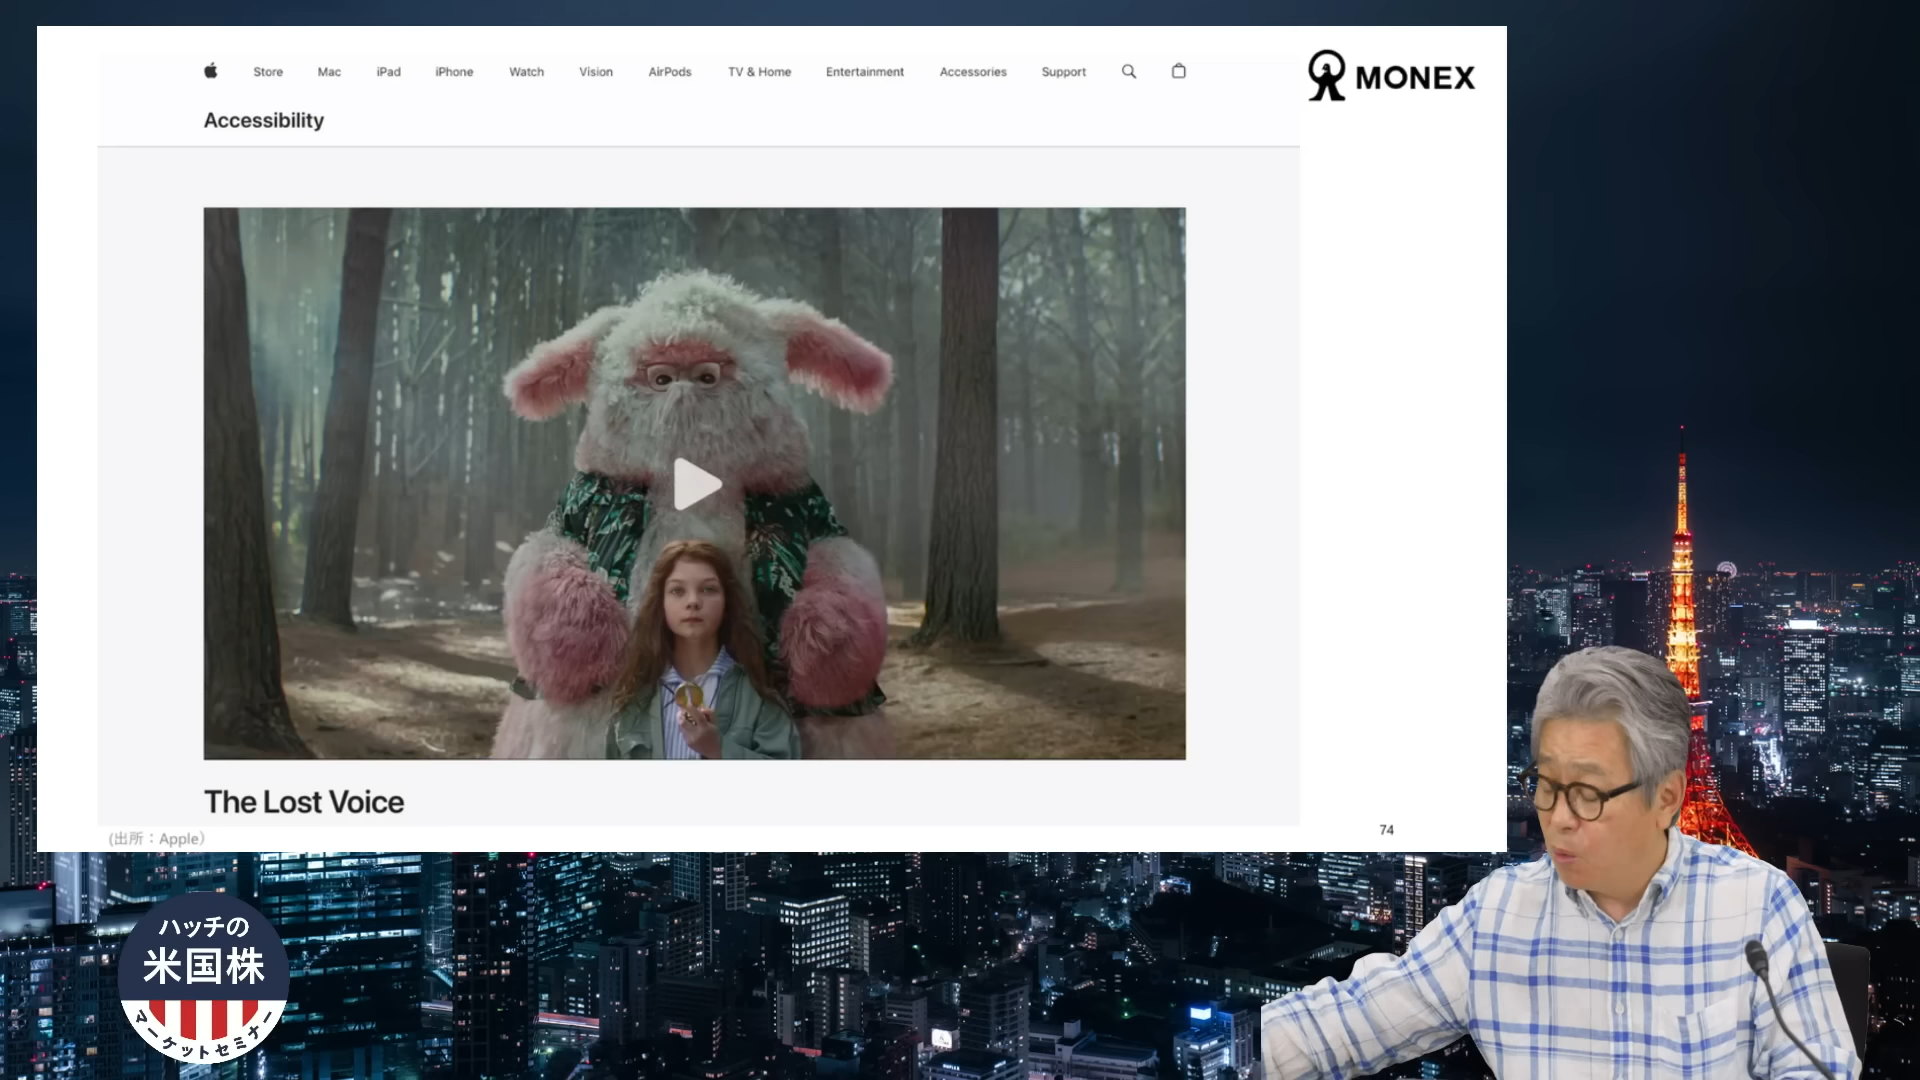 Store Mac iPad iPhone Watch Vision AirPods TV & Home Entertainment Accessories Support
MONEX
Accessibility
The Lost Voice
(出所：Apple)
74
ハッチの
米国株
マーケットセミナー